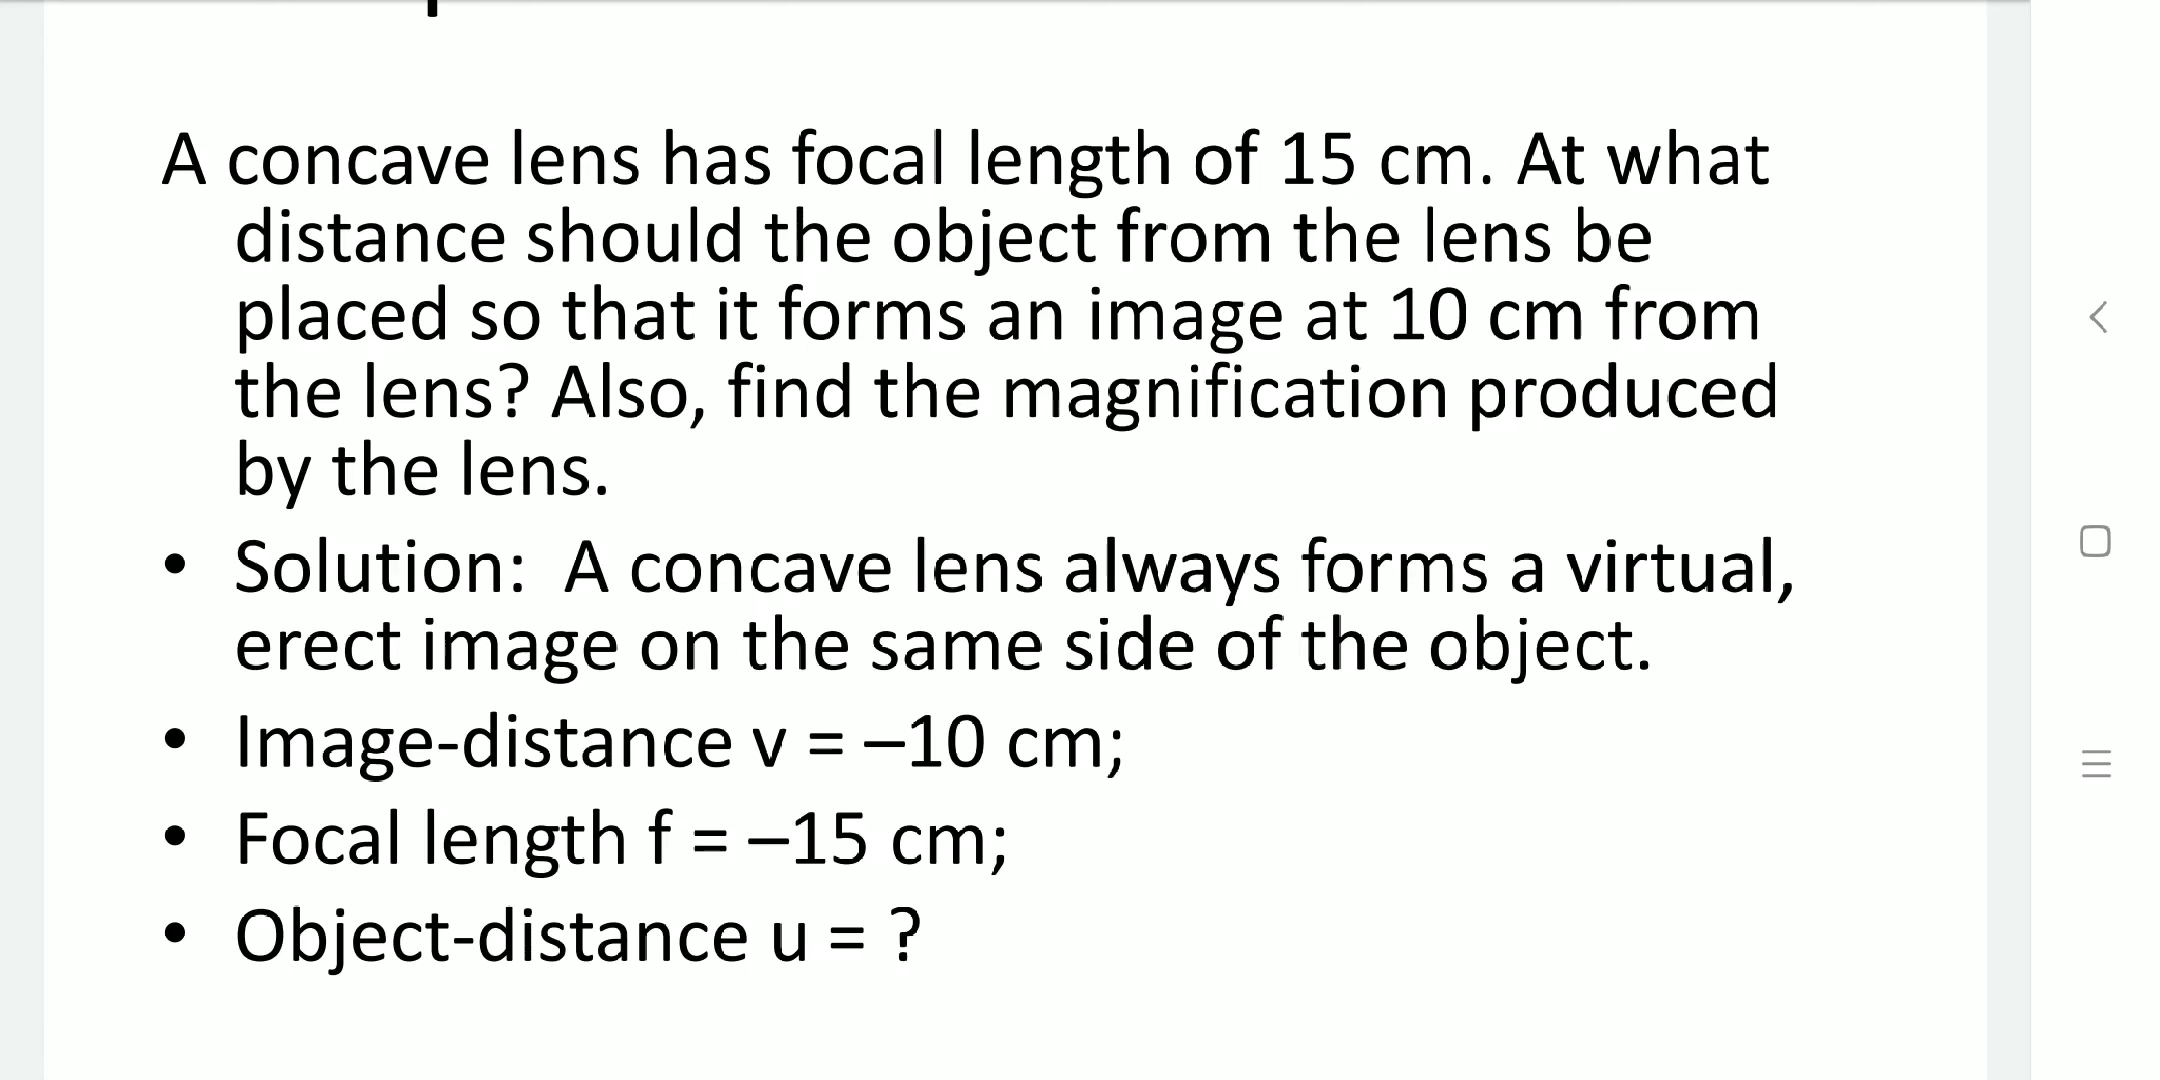 A concave lens has focal length of 15 cm. At what
distance should the object from the lens be
placed so that it forms an image at 10 cm from
the lens? Also, find the magnification produced
by the lens.
• Solution:  A concave lens always forms a virtual,
erect image on the same side of the object.
• Image-distance v = –10 cm;
• Focal length f = –15 cm;
• Object-distance u = ?